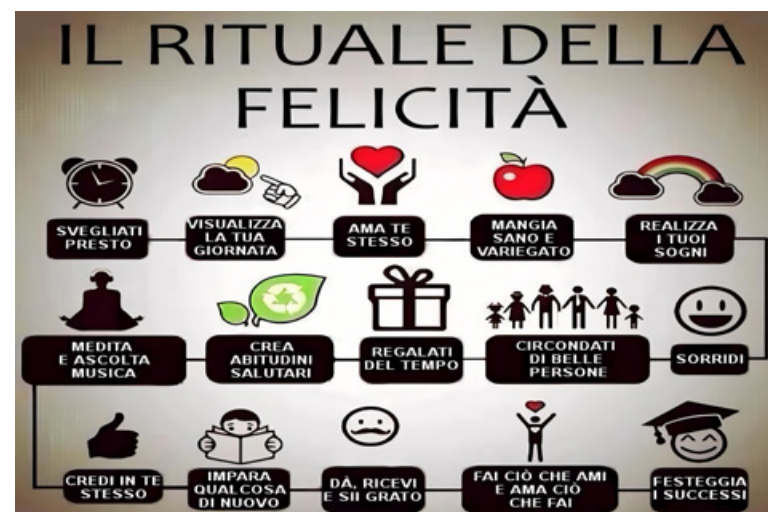 IL RITUALE DELLA
FELICITÀ
SVEGLIATI
PRESTO
VISUALIZZA
LA TUA
GIORNATA
AMA TE
STESSO
MANGIA
SANO E
VARIEGATO
REALIZZA
I TUOI
SOGNI
MEDITA
E ASCOLTA
MUSICA
CREA
ABITUDINI
SALUTARI
REGALATI
DEL TEMPO
CIRCONDATI
DI BELLE
PERSONE
SORRIDI
CREDI IN TE
STESSO
IMPARA
QUALCOSA
DI NUOVO
DÀ, RICEVI
E SII GRATO
FAI CIÒ CHE AMI
E AMA CIÒ
CHE FAI
FESTEGGIA
I SUCCESSI